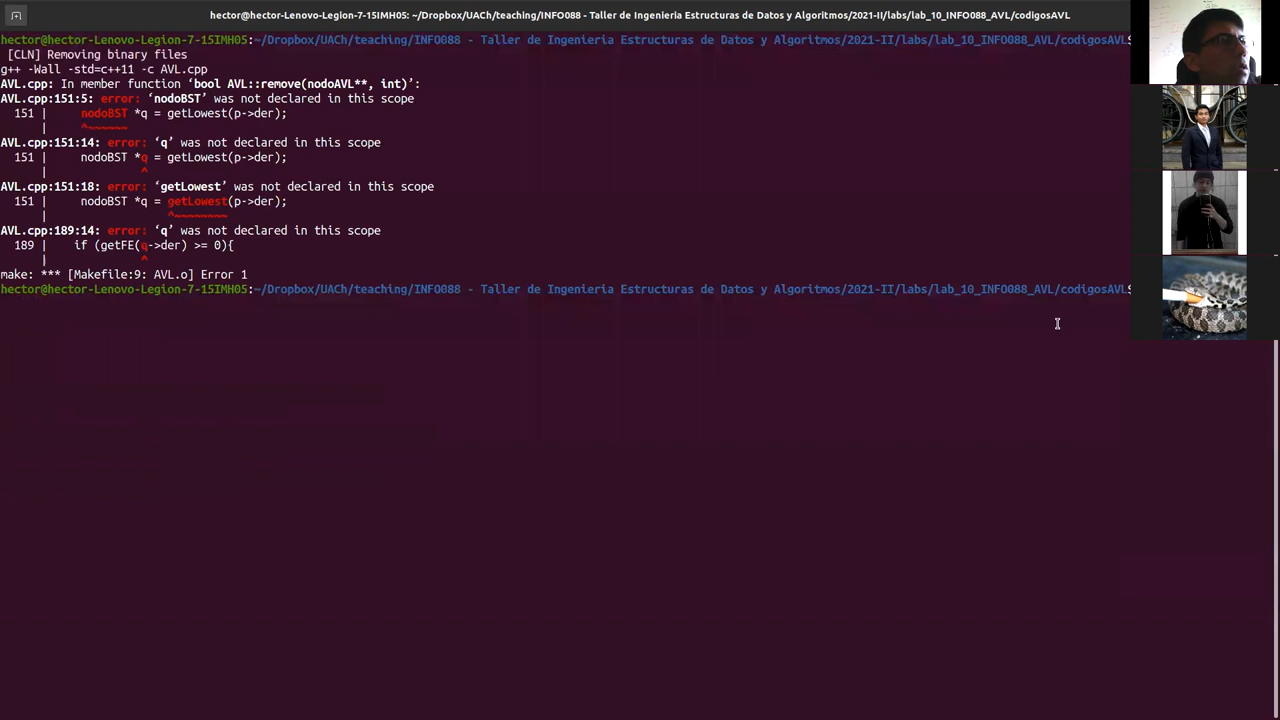 hector@hector-Lenovo-Legion-7-15IMH05: ~/Dropbox/UACh/teaching/INFO088 - Taller de Ingenieria Estructuras de Datos y Algoritmos/2021-II/labs/lab_10_INFO088_AVL/codigosAVL
hector@hector-Lenovo-Legion-7-15IMH05:~/Dropbox/UACh/teaching/INFO088 - Taller de Ingenieria Estructuras de Datos y Algoritmos/2021-II/labs/lab_10_INFO088_AVL/codigosAVL$
[CLN] Removing binary files
g++ -Wall -std=c++11 -c AVL.cpp
AVL.cpp: In member function ‘bool AVL::remove(nodoAVL**, int)’:
AVL.cpp:151:5: error: ‘nodoBST’ was not declared in this scope
151 | nodoBST *q = getLowest(p->der);
| ^~~~~~~
AVL.cpp:151:14: error: ‘q’ was not declared in this scope
151 | nodoBST *q = getLowest(p->der);
| ^
AVL.cpp:151:18: error: ‘getLowest’ was not declared in this scope
151 | nodoBST *q = getLowest(p->der);
| ^~~~~~~~~
AVL.cpp:189:14: error: ‘q’ was not declared in this scope
189 | if (getFE(q->der) >= 0){
| ^
make: *** [Makefile:9: AVL.o] Error 1
hector@hector-Lenovo-Legion-7-15IMH05:~/Dropbox/UACh/teaching/INFO088 - Taller de Ingenieria Estructuras de Datos y Algoritmos/2021-II/labs/lab_10_INFO088_AVL/codigosAVL$